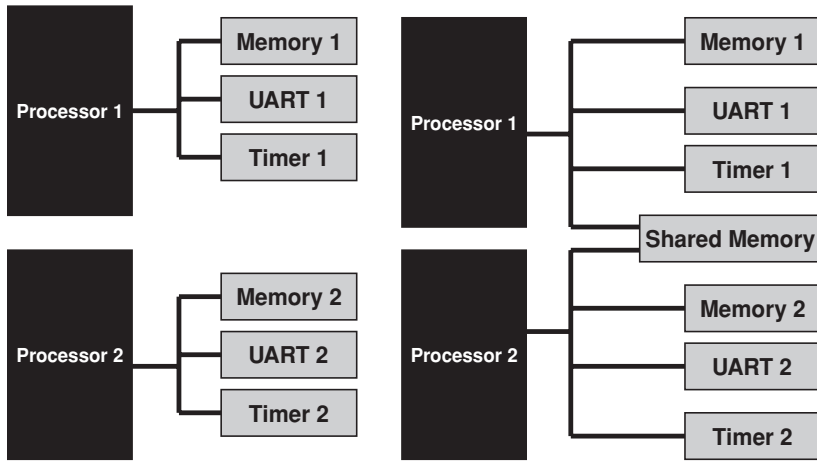 Processor 1
Memory 1
UART 1
Timer 1
Processor 2
Memory 2
UART 2
Timer 2
Processor 1
Memory 1
UART 1
Timer 1
Shared Memory
Processor 2
Memory 2
UART 2
Timer 2